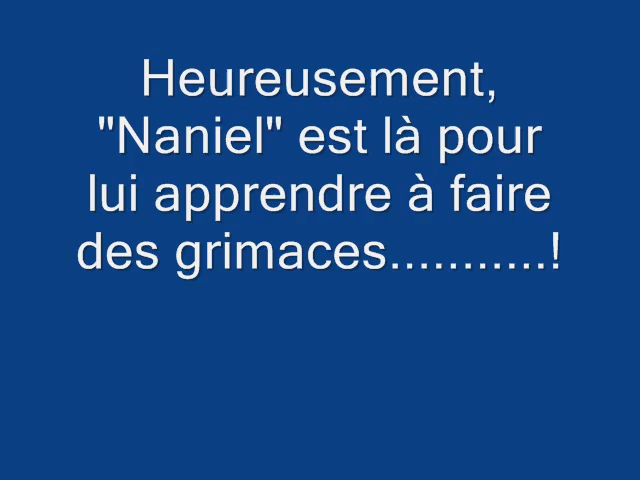 Heureusement,
"Naniel" est là pour
lui apprendre à faire
des grimaces...........!